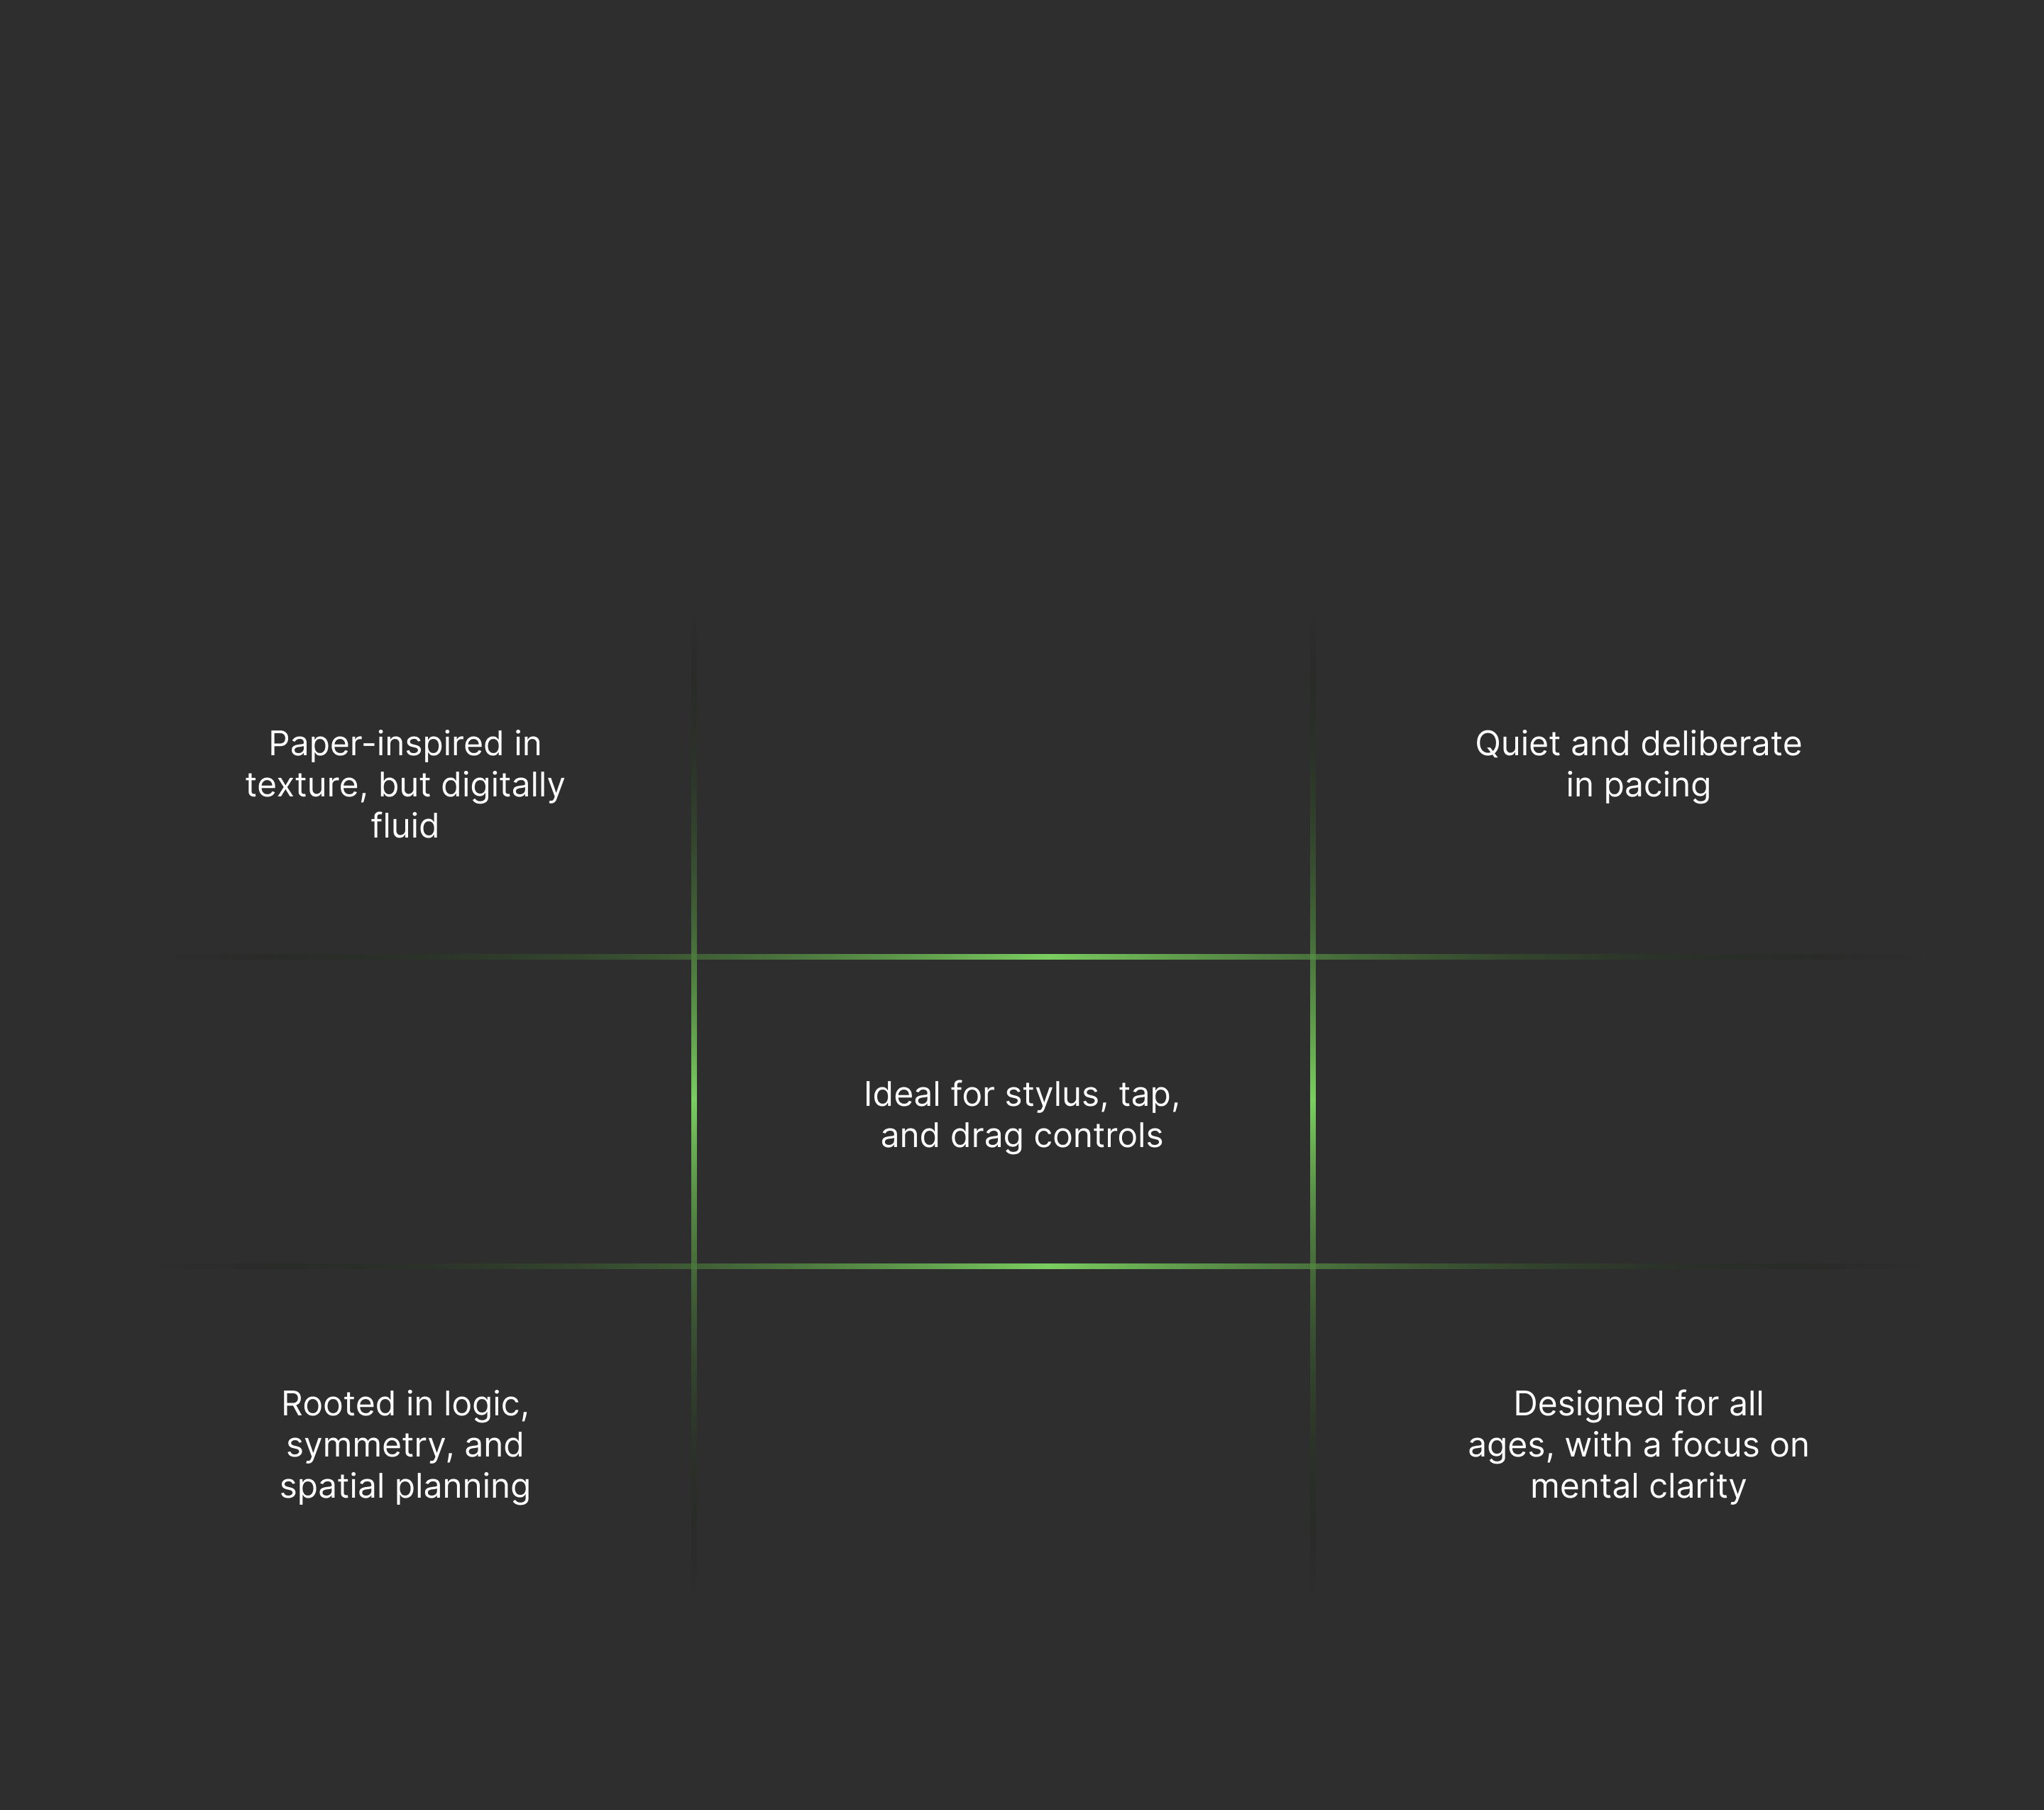 Paper-inspired in
texture, but digitally
fluid
Quiet and deliberate
in pacing
Ideal for stylus, tap,
and drag controls
Rooted in logic,
symmetry, and
spatial planning
Designed for all
ages, with a focus on
mental clarity